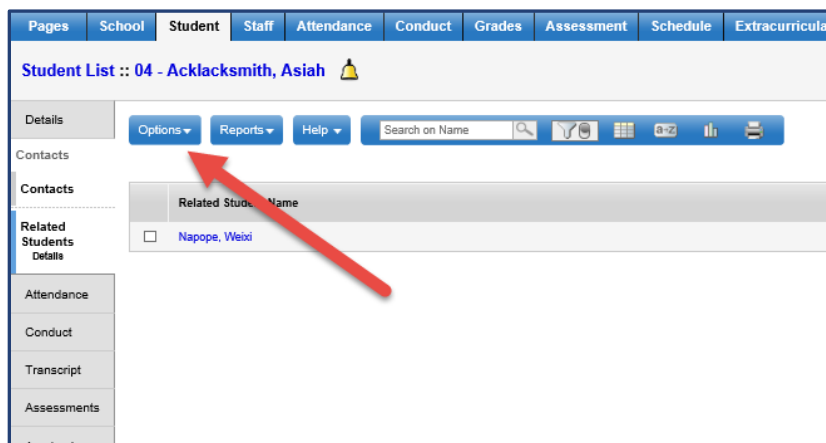 Pages School Student Staff Attendance Conduct Grades Assessment Schedule Extracurricula
Student List :: 04 - Acklacksmith, Asiah
Details
Options Reports Help Search on Name a-z
Contacts
Contacts
Related Student Name
Related
Students
Details
Napope, Weixi
Attendance
Conduct
Transcript
Assessments